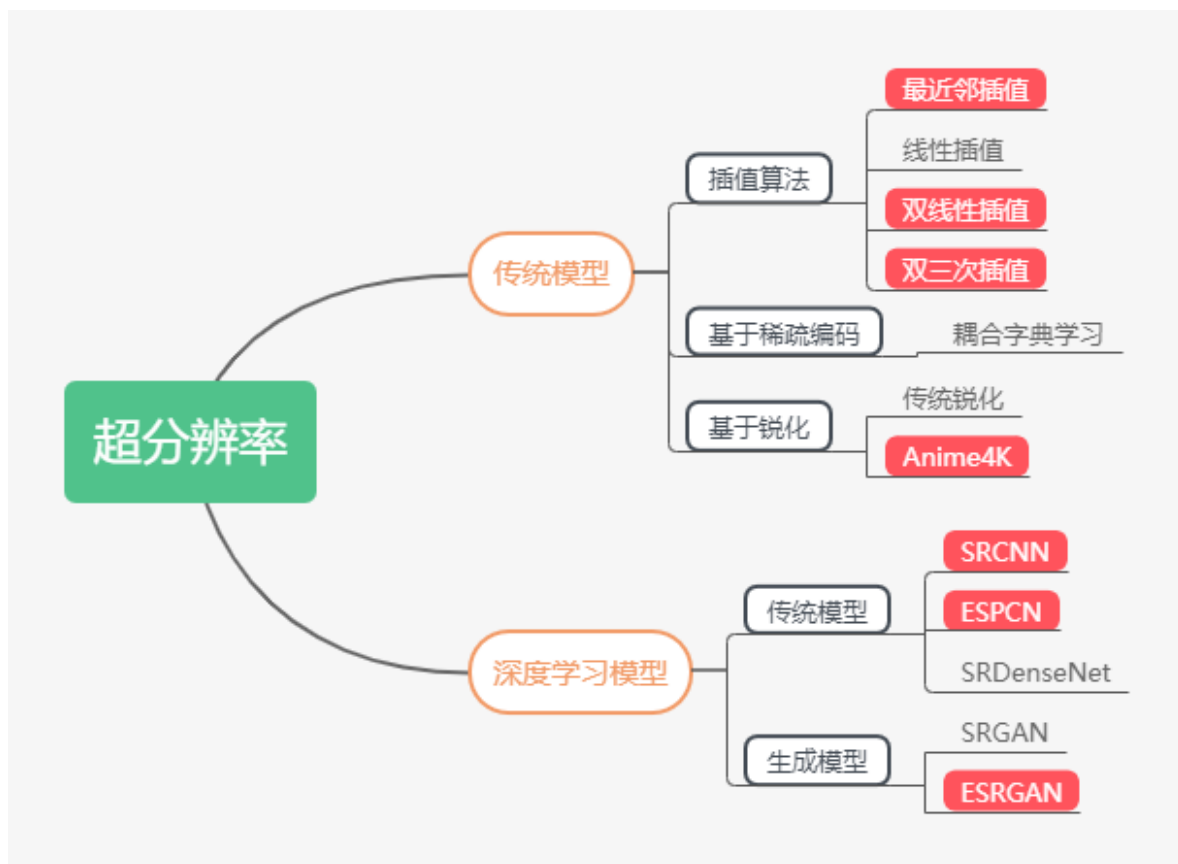 超分辨率
传统模型
插值算法
最近邻插值
线性插值
双线性插值
双三次插值
基于稀疏编码
耦合字典学习
基于锐化
传统锐化
Anime4K
深度学习模型
传统模型
SRCNN
ESPCN
SRDenseNet
生成模型
SRGAN
ESRGAN